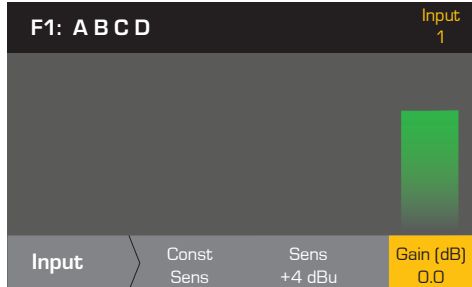 F1: A B C D
Input
1
Input
Const
Sens
Sens
+4 dBu
Gain (dB)
0.0